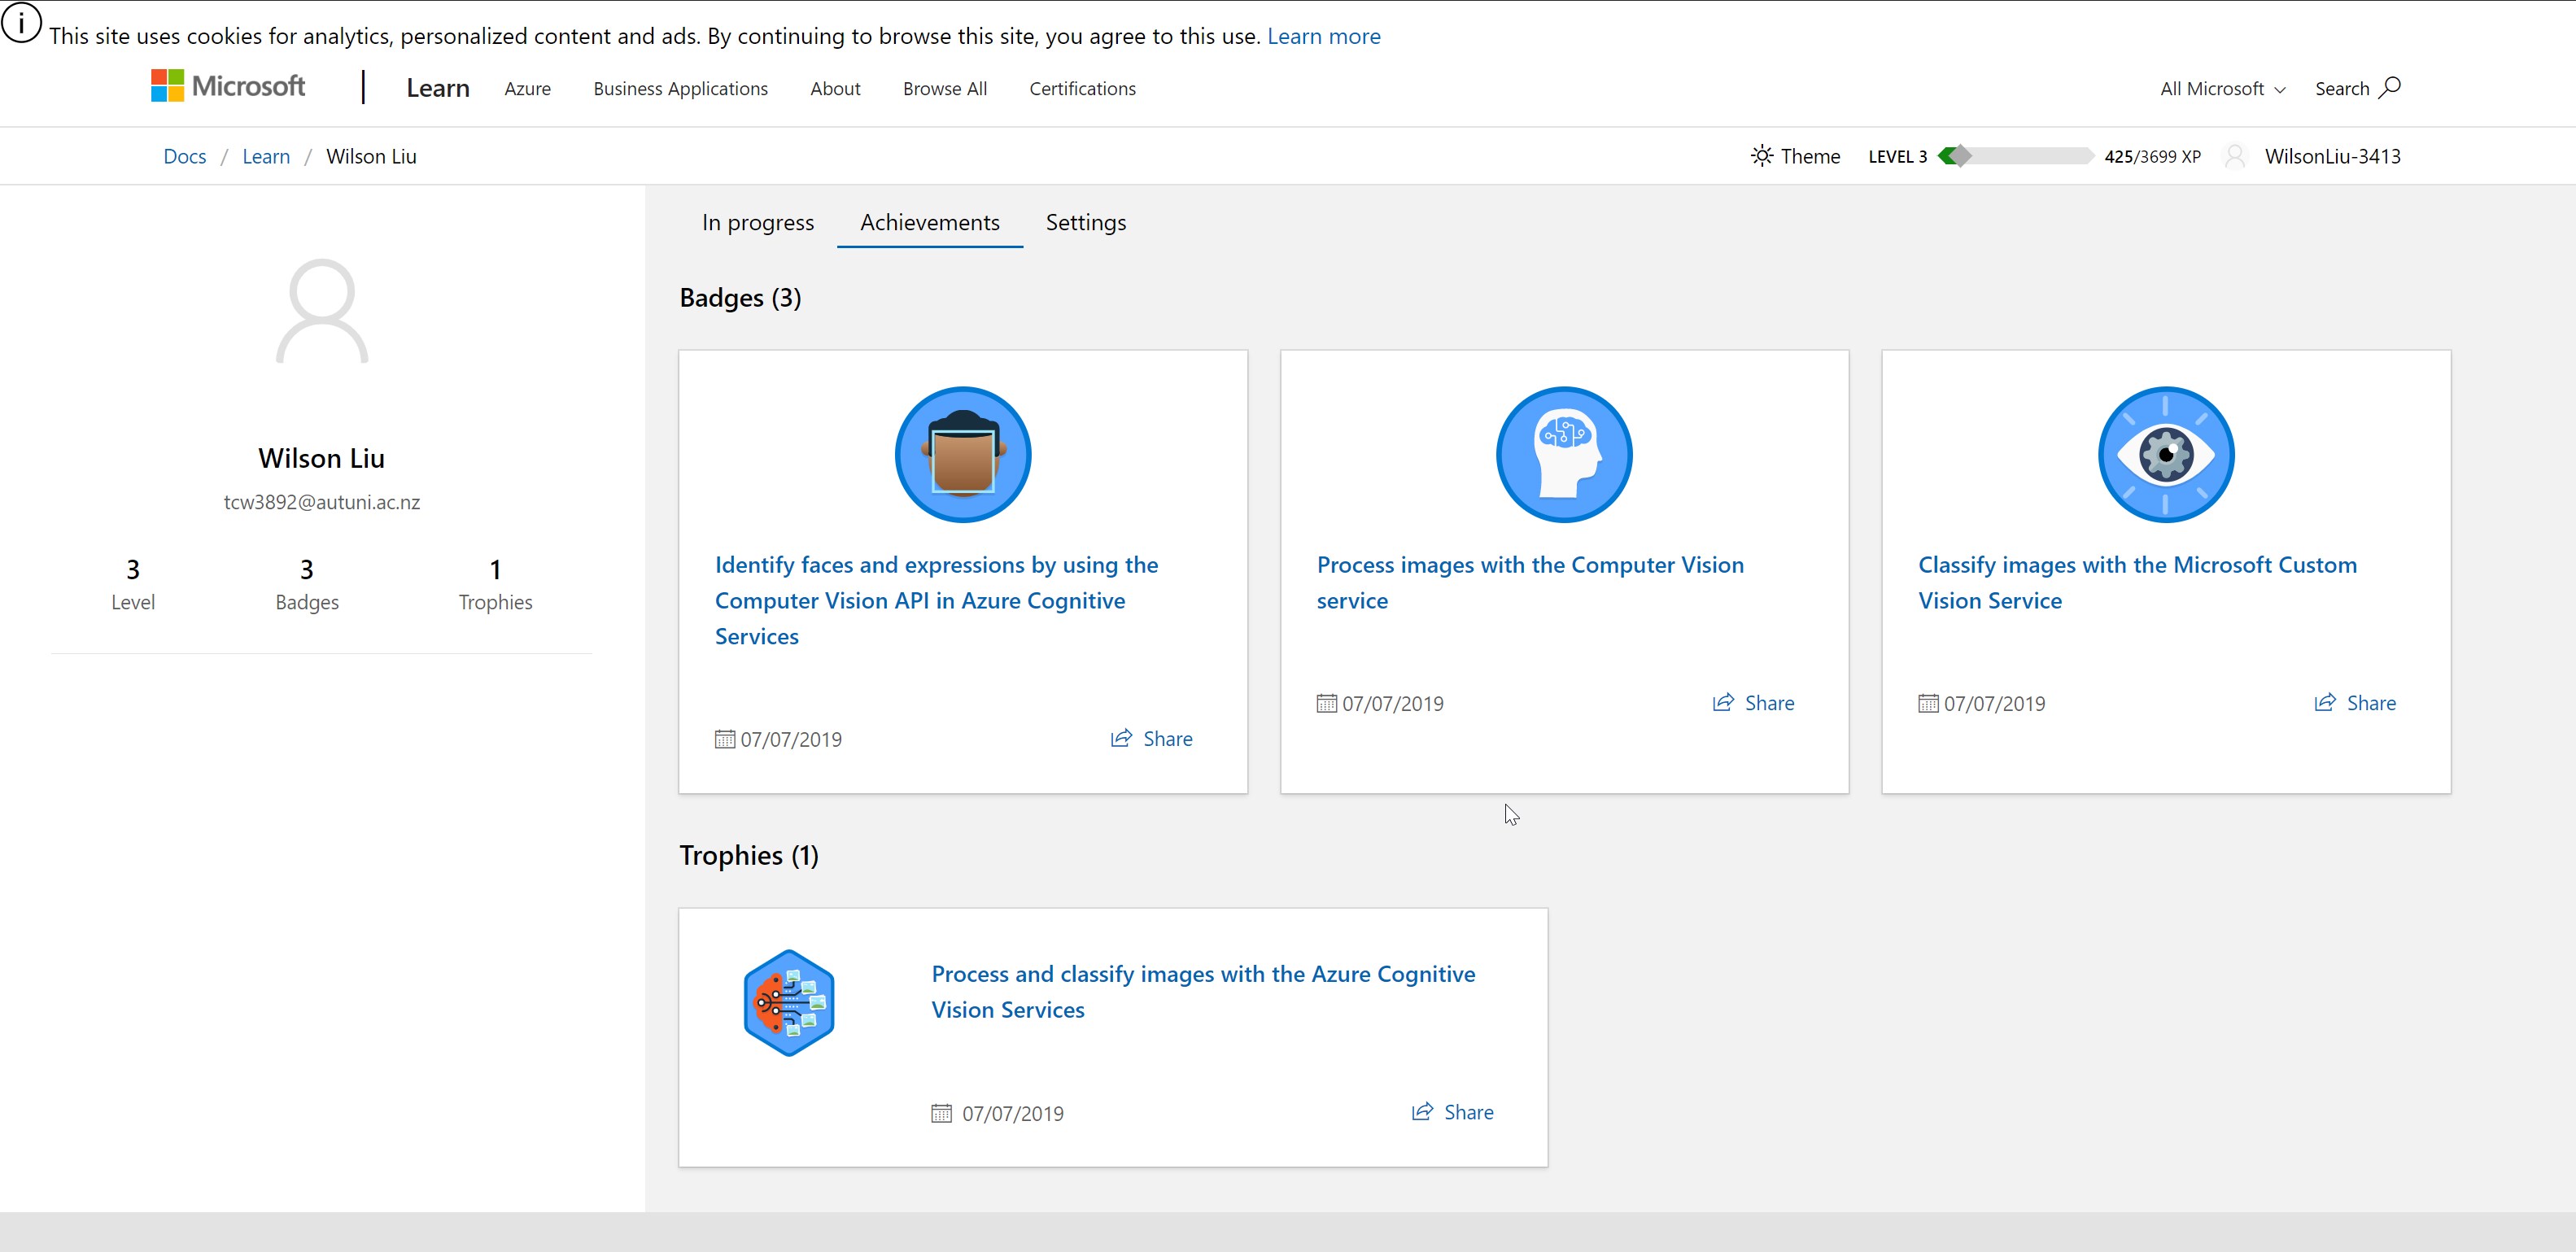 This site uses cookies for analytics, personalized content and ads. By continuing to browse this site, you agree to this use. Learn more
Microsoft | Learn Azure Business Applications About Browse All Certifications All Microsoft Search
Docs / Learn / Wilson Liu Theme LEVEL 3 425/3699 XP WilsonLiu-3413
In progress Achievements Settings
Wilson Liu
tcw3892@autuni.ac.nz
3 3 1
Level Badges Trophies
Badges (3)
Identify faces and expressions by using the
Computer Vision API in Azure Cognitive
Services
07/07/2019 Share
Process images with the Computer Vision
service
07/07/2019 Share
Classify images with the Microsoft Custom
Vision Service
07/07/2019 Share
Trophies (1)
Process and classify images with the Azure Cognitive
Vision Services
07/07/2019 Share